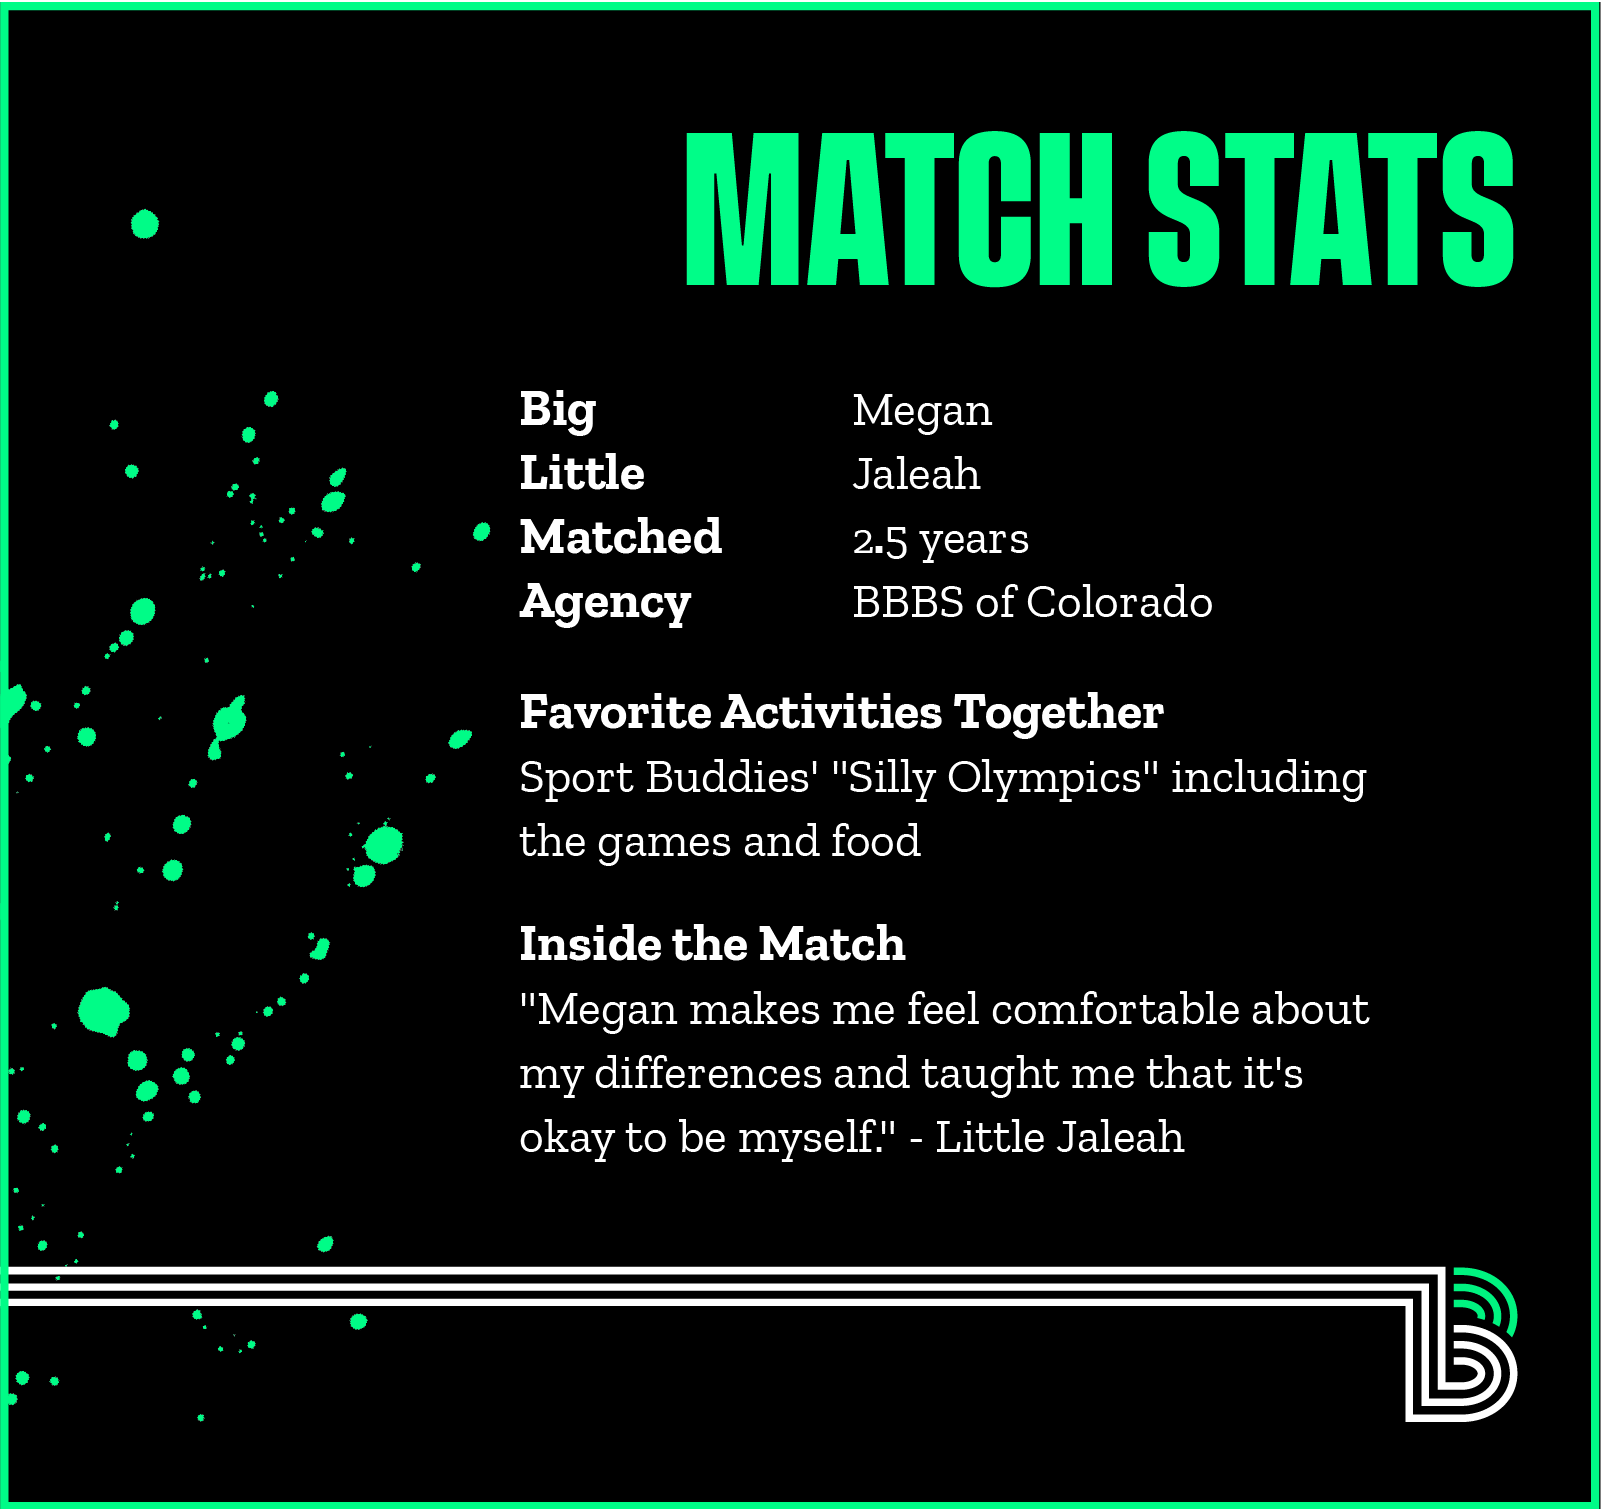 MATCH STATS
Big Megan
Little Jaleah
Matched 2.5 years
Agency BBBS of Colorado
Favorite Activities Together
Sport Buddies' "Silly Olympics" including
the games and food
Inside the Match
"Megan makes me feel comfortable about
my differences and taught me that it's
okay to be myself." - Little Jaleah